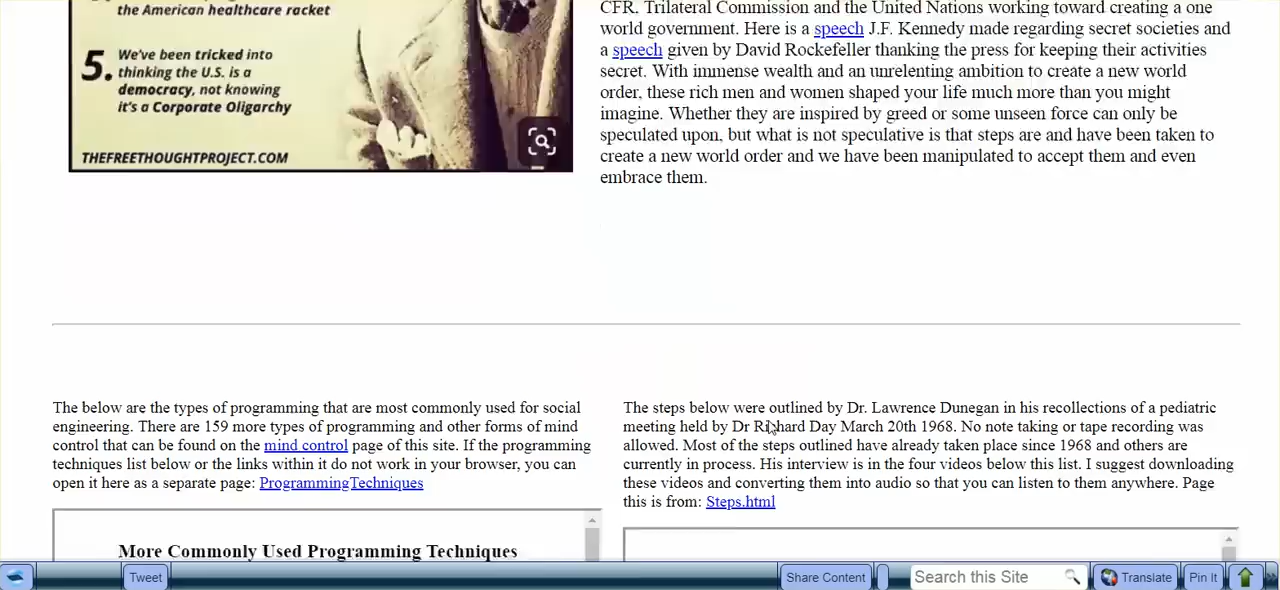 the American healthcare racket
5. We've been tricked into
thinking the U.S. is a
democracy, not knowing
it's a Corporate Oligarchy
THEFREETHOUGHTPROJECT.COM
CFR, Trilateral Commission and the United Nations working toward creating a one
world government. Here is a speech J.F. Kennedy made regarding secret societies and
a speech given by David Rockefeller thanking the press for keeping their activities
secret. With immense wealth and an unrelenting ambition to create a new world
order, these rich men and women shaped your life much more than you might
imagine. Whether they are inspired by greed or some unseen force can only be
speculated upon, but what is not speculative is that steps are and have been taken to
create a new world order and we have been manipulated to accept them and even
embrace them.
The below are the types of programming that are most commonly used for social
engineering. There are 159 more types of programming and other forms of mind
control that can be found on the mind control page of this site. If the programming
techniques list below or the links within it do not work in your browser, you can
open it here as a separate page: ProgrammingTechniques
More Commonly Used Programming Techniques
The steps below were outlined by Dr. Lawrence Dunegan in his recollections of a pediatric
meeting held by Dr Richard Day March 20th 1968. No note taking or tape recording was
allowed. Most of the steps outlined have already taken place since 1968 and others are
currently in process. His interview is in the four videos below this list. I suggest downloading
these videos and converting them into audio so that you can listen to them anywhere. Page
this is from: Steps.html
Tweet
Share Content
Search this Site
Translate
Pin It